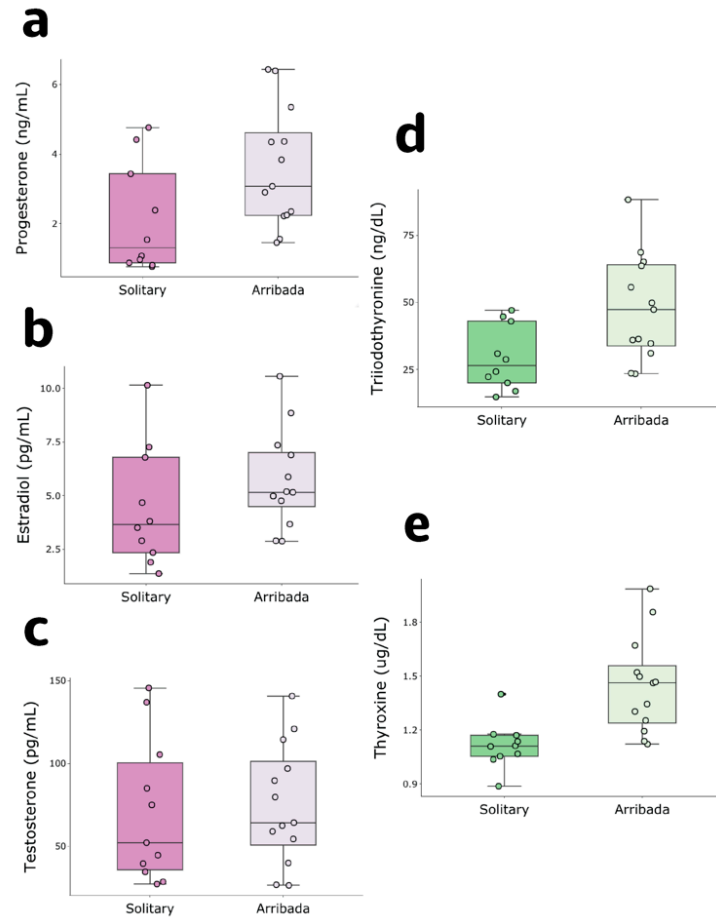 a
Progesterone (ng/mL)
6
4
2
Solitary
Arribada
b
Estradiol (pg/mL)
10.0
7.5
5.0
2.5
Solitary
Arribada
c
Testosterone (pg/mL)
150
100
50
Solitary
Arribada
d
Triiodothyronine (ng/dL)
75
50
25
Solitary
Arribada
e
Thyroxine (ug/dL)
1.8
1.5
1.2
0.9
Solitary
Arribada